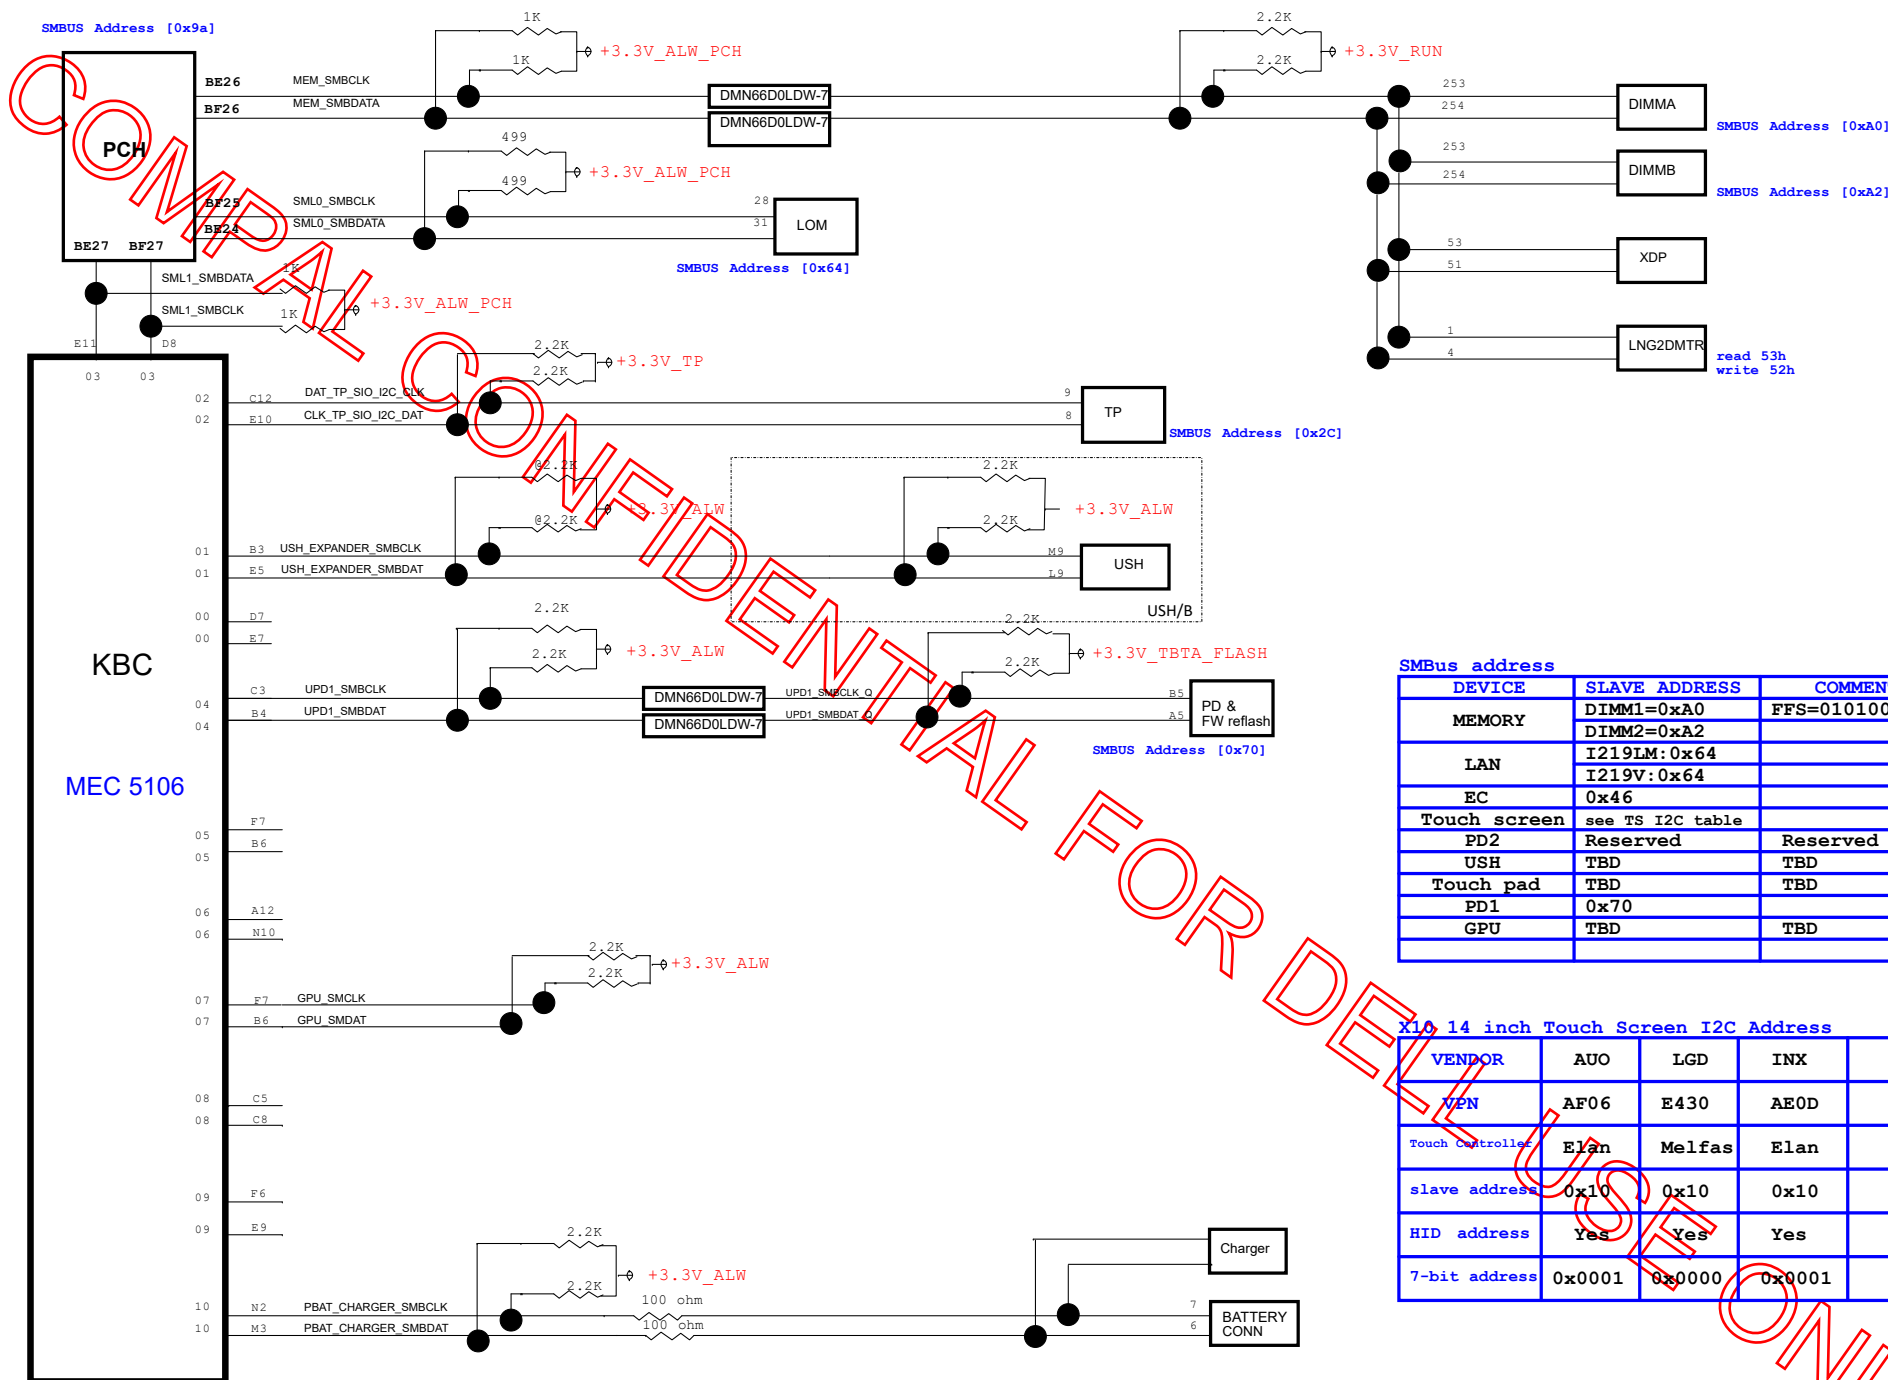 SMBUS Address [0x9a]
PCH
BE26 MEM_SMBCLK
BF26 MEM_SMBDATA
1K
1K
+3.3V_ALW_PCH
DMN66D0LDW-7
DMN66D0LDW-7
2.2K
2.2K
+3.3V_RUN
253
254
DIMMA
SMBUS Address [0xA0]
253
254
DIMMB
SMBUS Address [0xA2]
53
51
XDP
1
4
LNG2DMTR
read 53h
write 52h
499
499
+3.3V_ALW_PCH
BF25 SML0_SMBCLK
BE24 SML0_SMBDATA
28
31
LOM
SMBUS Address [0x64]
BE27 BF27
SML1_SMBDATA
1K
SML1_SMBCLK
1K
+3.3V_ALW_PCH
E11 D8
03 03
KBC
MEC 5106
2.2K
2.2K
+3.3V_TP
02 C12 DAT_TP_SIO_I2C_CLK
02 E10 CLK_TP_SIO_I2C_DAT
9
8
TP
SMBUS Address [0x2C]
@2.2K
@2.2K
+3.3V_ALW
2.2K
2.2K
+3.3V_ALW
01 B3 USH_EXPANDER_SMBCLK
01 E5 USH_EXPANDER_SMBDAT
M9
L9
USH
USH/B
00 D7
00 E7
2.2K
2.2K
+3.3V_ALW
2.2K
2.2K
+3.3V_TBTA_FLASH
04 C3 UPD1_SMBCLK
04 B4 UPD1_SMBDAT
DMN66D0LDW-7
DMN66D0LDW-7
UPD1_SMBCLK_Q
UPD1_SMBDAT_Q
B5
A5
PD &
FW reflash
SMBUS Address [0x70]
05 F7
05 B6
06 A12
06 N10
2.2K
2.2K
+3.3V_ALW
07 F7 GPU_SMCLK
07 B6 GPU_SMDAT
08 C5
08 C8
09 F6
09 E9
2.2K
2.2K
+3.3V_ALW
10 N2 PBAT_CHARGER_SMBCLK
10 M3 PBAT_CHARGER_SMBDAT
100 ohm
100 ohm
Charger
7
6
BATTERY
CONN
SMBus address
DEVICE SLAVE ADDRESS
MEMORY DIMM1=0xA0 FFS=010100
DIMM2=0xA2
LAN I219LM:0x64
I219V:0x64
EC 0x46
Touch screen see TS I2C table
PD2 Reserved Reserved
USH TBD TBD
Touch pad TBD TBD
PD1 0x70
GPU TBD TBD
X10 14 inch Touch Screen I2C Address
VENDOR AUO LGD INX
VPN AF06 E430 AE0D
Touch Controller Elan Melfas Elan
slave address 0x10 0x10 0x10
HID address Yes Yes Yes
7-bit address 0x0001 0x0000 0x0001
COMPAL CONFIDENTIAL FOR DELL USE